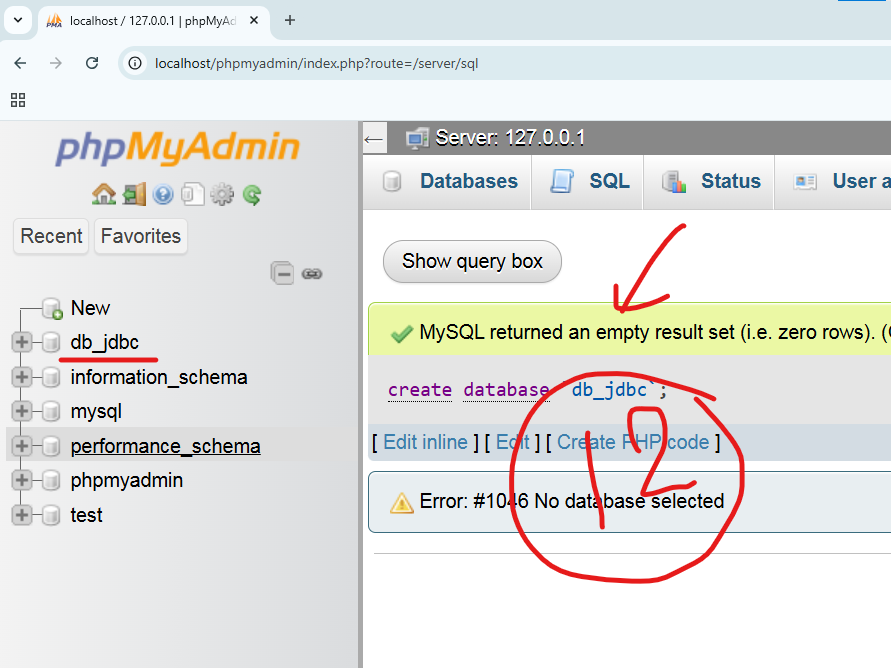 localhost / 127.0.0.1 | phpMyAd
localhost/phpmyadmin/index.php?route=/server/sql
phpMyAdmin
Recent
Favorites
New
db_jdbc
information_schema
mysql
performance_schema
phpmyadmin
test
Server: 127.0.0.1
Databases
SQL
Status
User a
Show query box
MySQL returned an empty result set (i.e. zero rows). (
create database `db_jdbc`;
[ Edit inline ] [ Edit ] [ Create PHP code ]
Error: #1046 No database selected
12